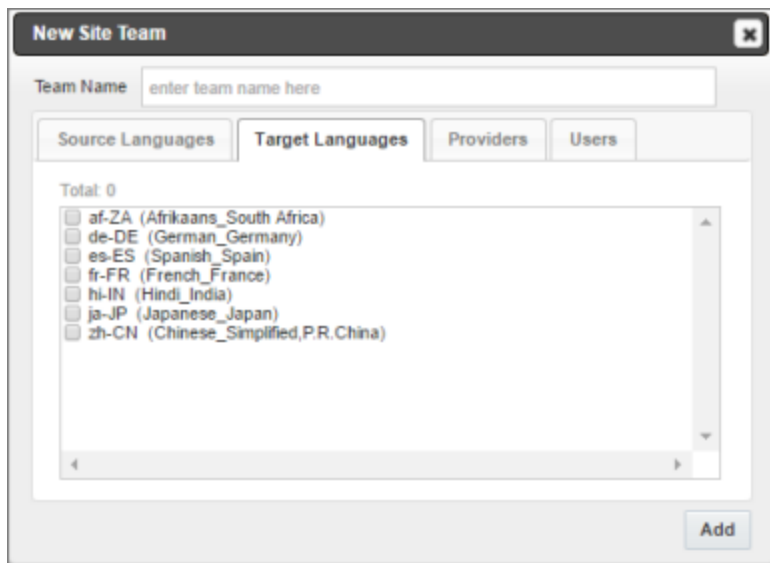 New Site Team
Team Name enter team name here
Source Languages Target Languages Providers Users
Total: 0
af-ZA (Afrikaans_South Africa)
de-DE (German_Germany)
es-ES (Spanish_Spain)
fr-FR (French_France)
hi-IN (Hindi_India)
ja-JP (Japanese_Japan)
zh-CN (Chinese_Simplified,P.R.China)
Add